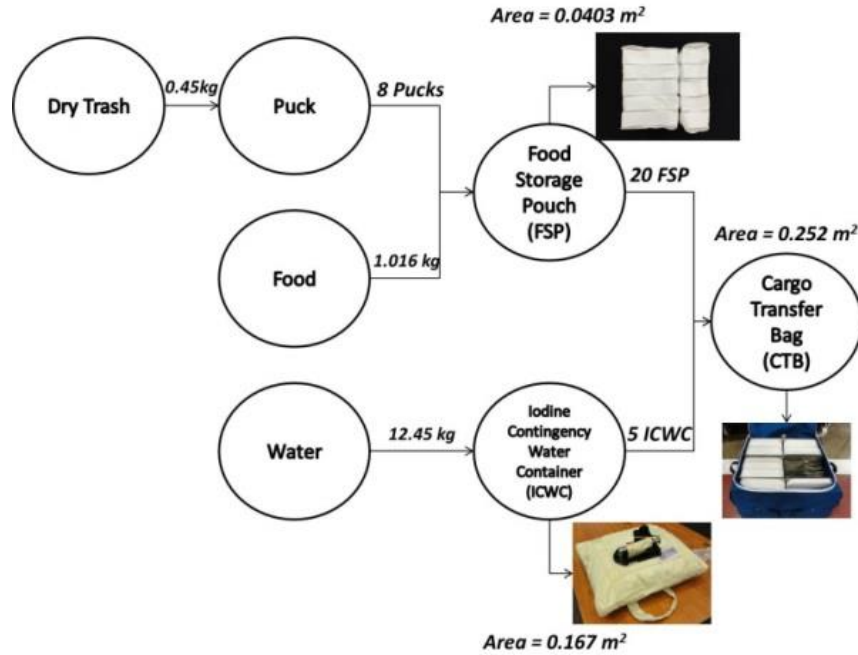 Area = 0.0403 m²
Dry Trash
0.45kg
Puck
8 Pucks
Food
Storage
Pouch
(FSP)
20 FSP
Food
1.016 kg
Area = 0.252 m²
Cargo
Transfer
Bag
(CTB)
Water
12.45 kg
Iodine
Contingency
Water
Container
(ICWC)
5 ICWC
Area = 0.167 m²